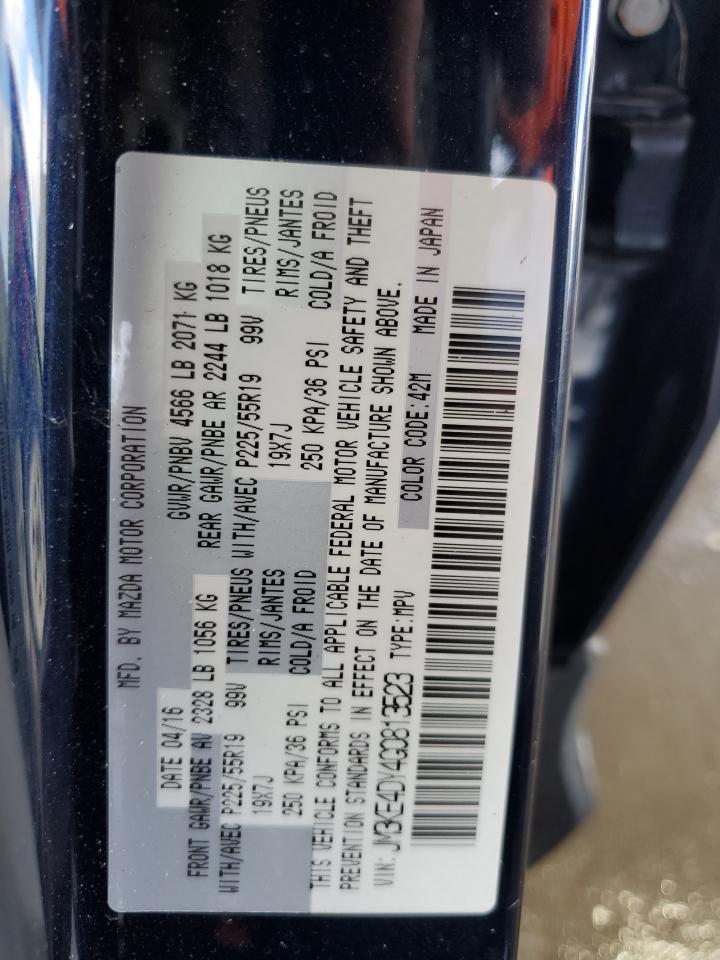 MFD. BY MAZDA MOTOR CORPORATION
DATE 04/16 GVWR/PNBV 4566 LB 2071 KG
FRONT GAWR/PNBE AV 2328 LB 1056 KG REAR GAWR/PNBE AR 2244 LB 1018 KG
WITH/AVEC P225/55R19 99V TIRES/PNEUS WITH/AVEC P225/55R19 99V TIRES/PNEUS
19X7J RIMS/JANTES 19X7J RIMS/JANTES
250 KPA/36 PSI COLD/A FROID 250 KPA/36 PSI COLD/A FROID
THIS VEHICLE CONFORMS TO ALL APPLICABLE FEDERAL MOTOR VEHICLE SAFETY AND THEFT
PREVENTION STANDARDS IN EFFECT ON THE DATE OF MANUFACTURE SHOWN ABOVE.
VIN: JM3KE4DY4G0813523 TYPE:MPV
COLOR CODE:42M MADE IN JAPAN